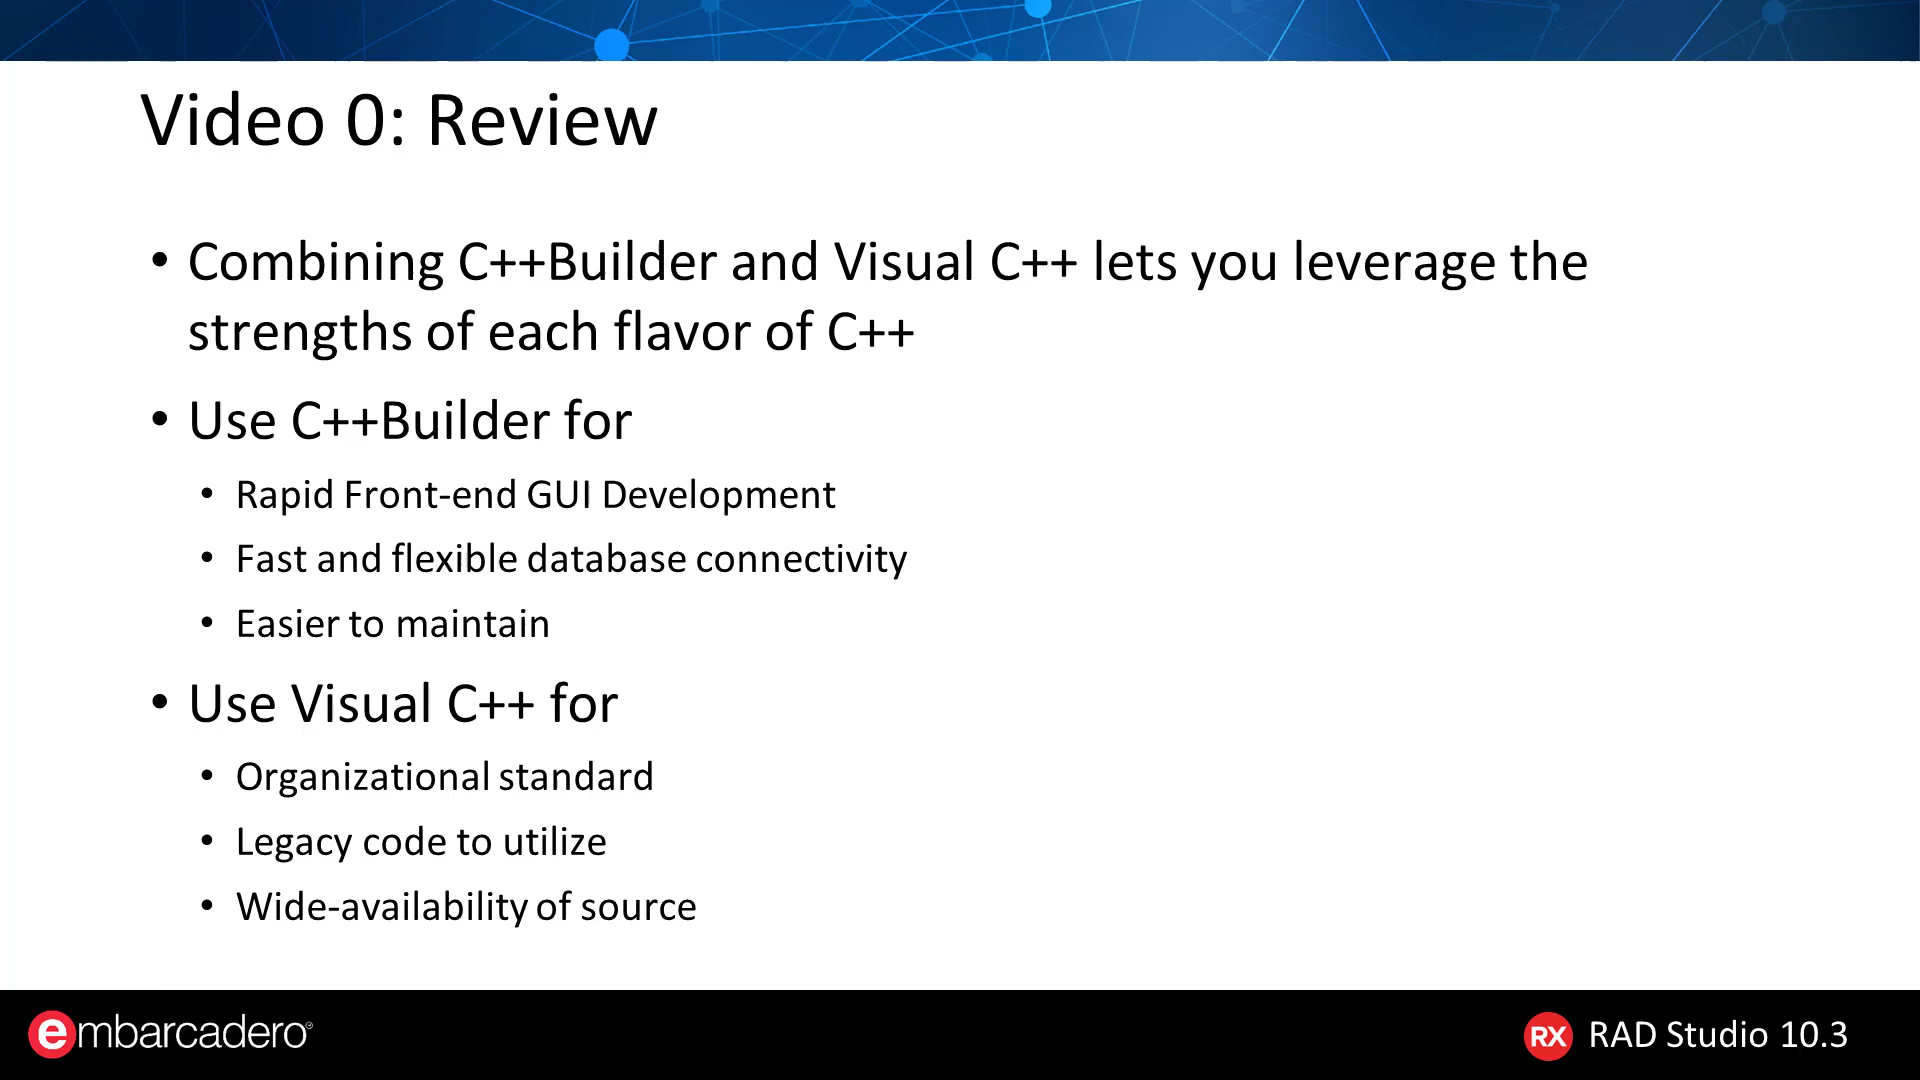 Video 0: Review
• Combining C++Builder and Visual C++ lets you leverage the
strengths of each flavor of C++
• Use C++Builder for
• Rapid Front-end GUI Development
• Fast and flexible database connectivity
• Easier to maintain
• Use Visual C++ for
• Organizational standard
• Legacy code to utilize
• Wide-availability of source
embarcadero
RX RAD Studio 10.3